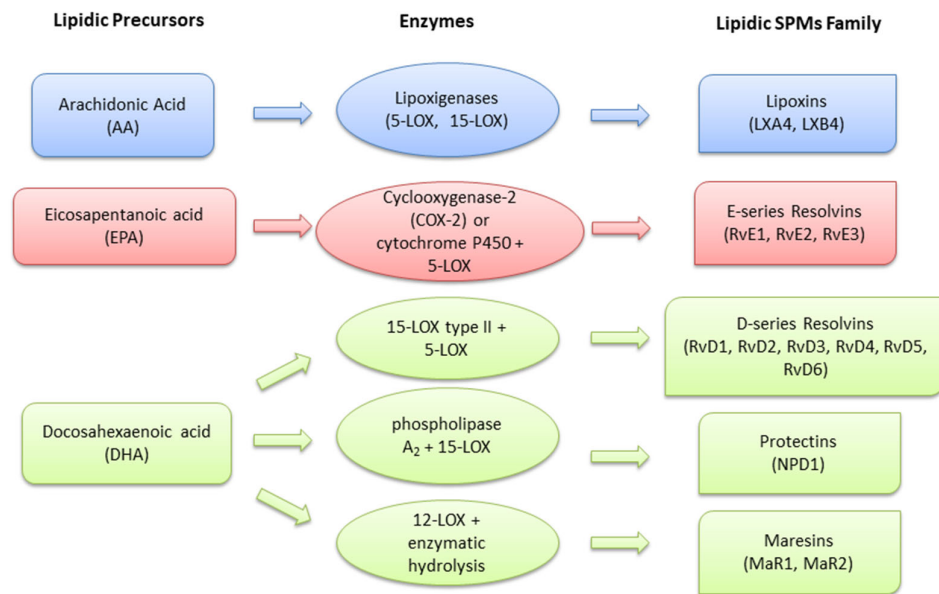 Lipidic Precursors
Enzymes
Lipidic SPMs Family
Arachidonic Acid
(AA)
Lipoxigenases
(5-LOX, 15-LOX)
Lipoxins
(LXA4, LXB4)
Eicosapentanoic acid
(EPA)
Cyclooxygenase-2
(COX-2) or
cytochrome P450 +
5-LOX
E-series Resolvins
(RvE1, RvE2, RvE3)
Docosahexaenoic acid
(DHA)
15-LOX type II +
5-LOX
D-series Resolvins
(RvD1, RvD2, RvD3, RvD4, RvD5,
RvD6)
phospholipase
A₂ + 15-LOX
Protectins
(NPD1)
12-LOX +
enzymatic
hydrolysis
Maresins
(MaR1, MaR2)